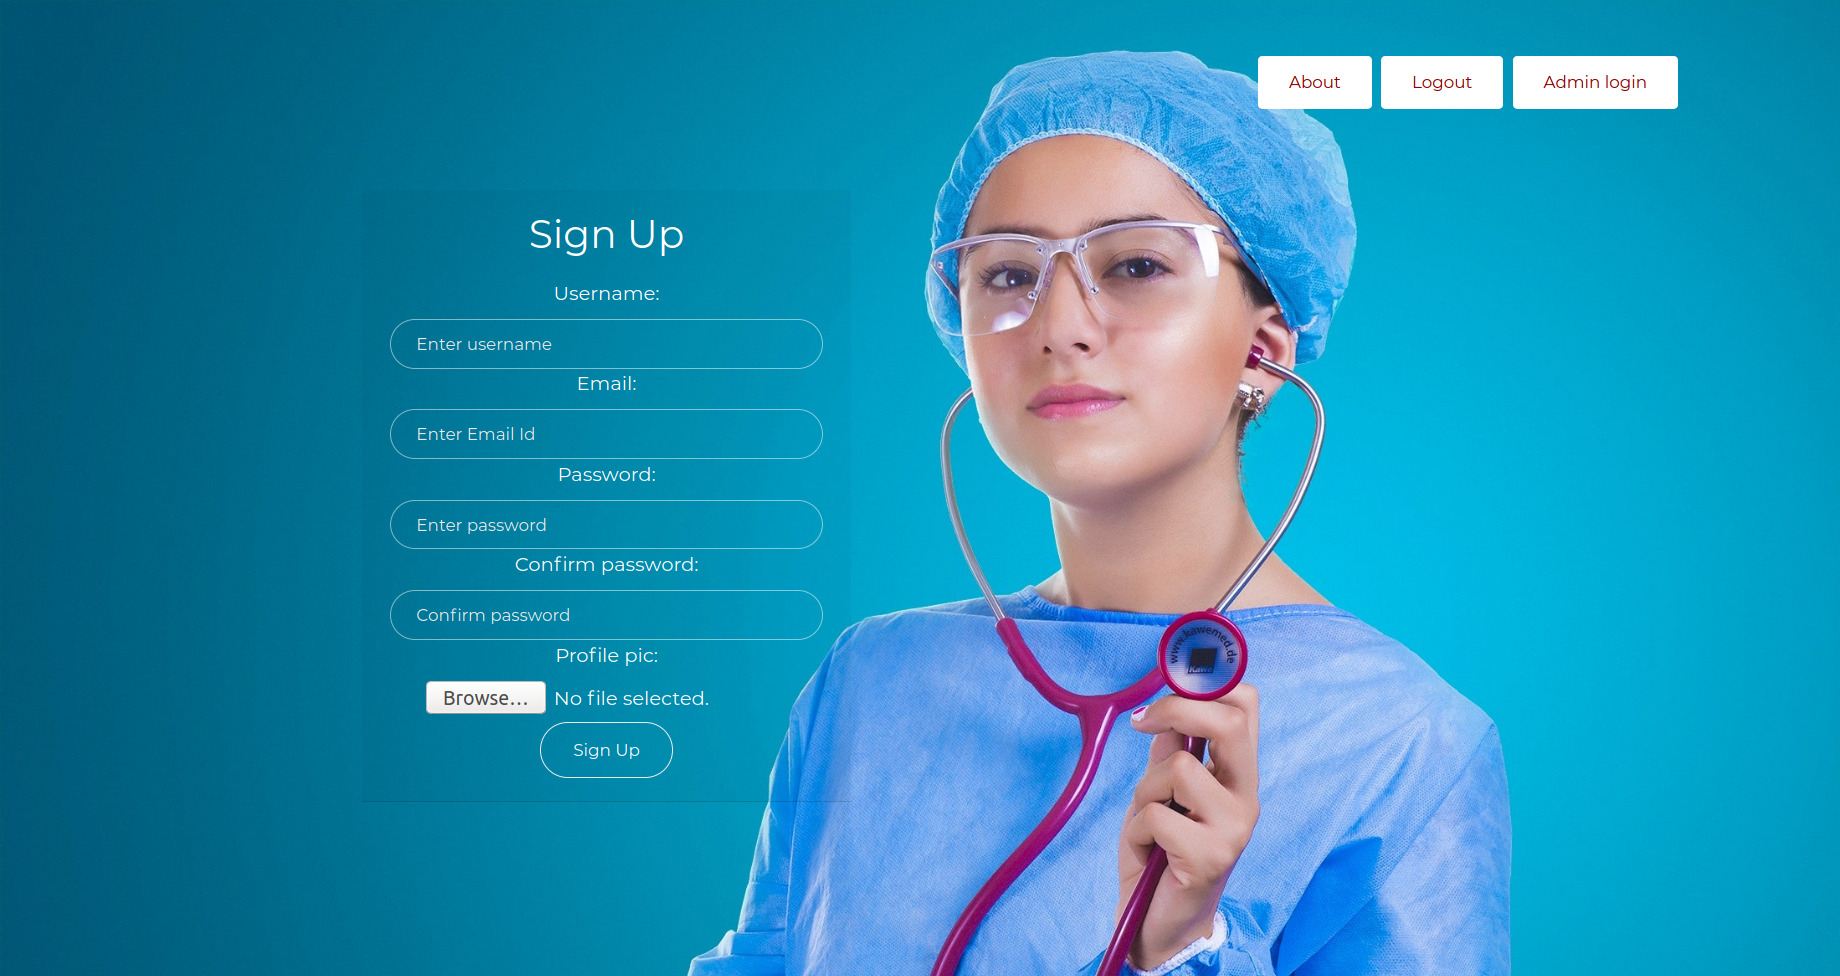 About
Logout
Admin login
Sign Up
Username:
Enter username
Email:
Enter Email Id
Password:
Enter password
Confirm password:
Confirm password
Profile pic:
Browse... No file selected.
Sign Up
www.kawemed.de
KaWe